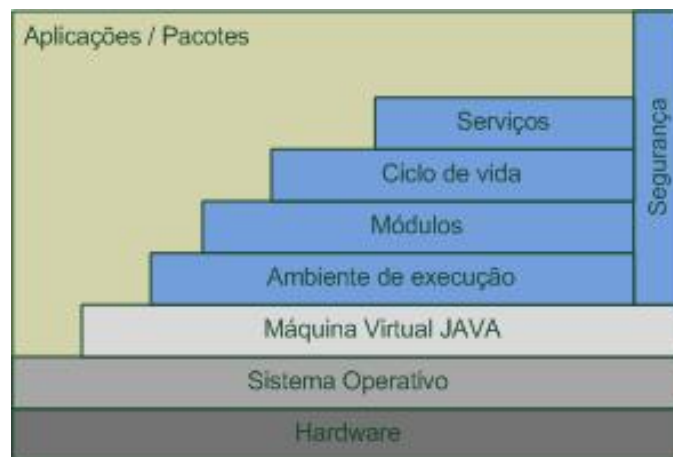 Aplicações / Pacotes
Serviços
Ciclo de vida
Módulos
Ambiente de execução
Segurança
Máquina Virtual JAVA
Sistema Operativo
Hardware